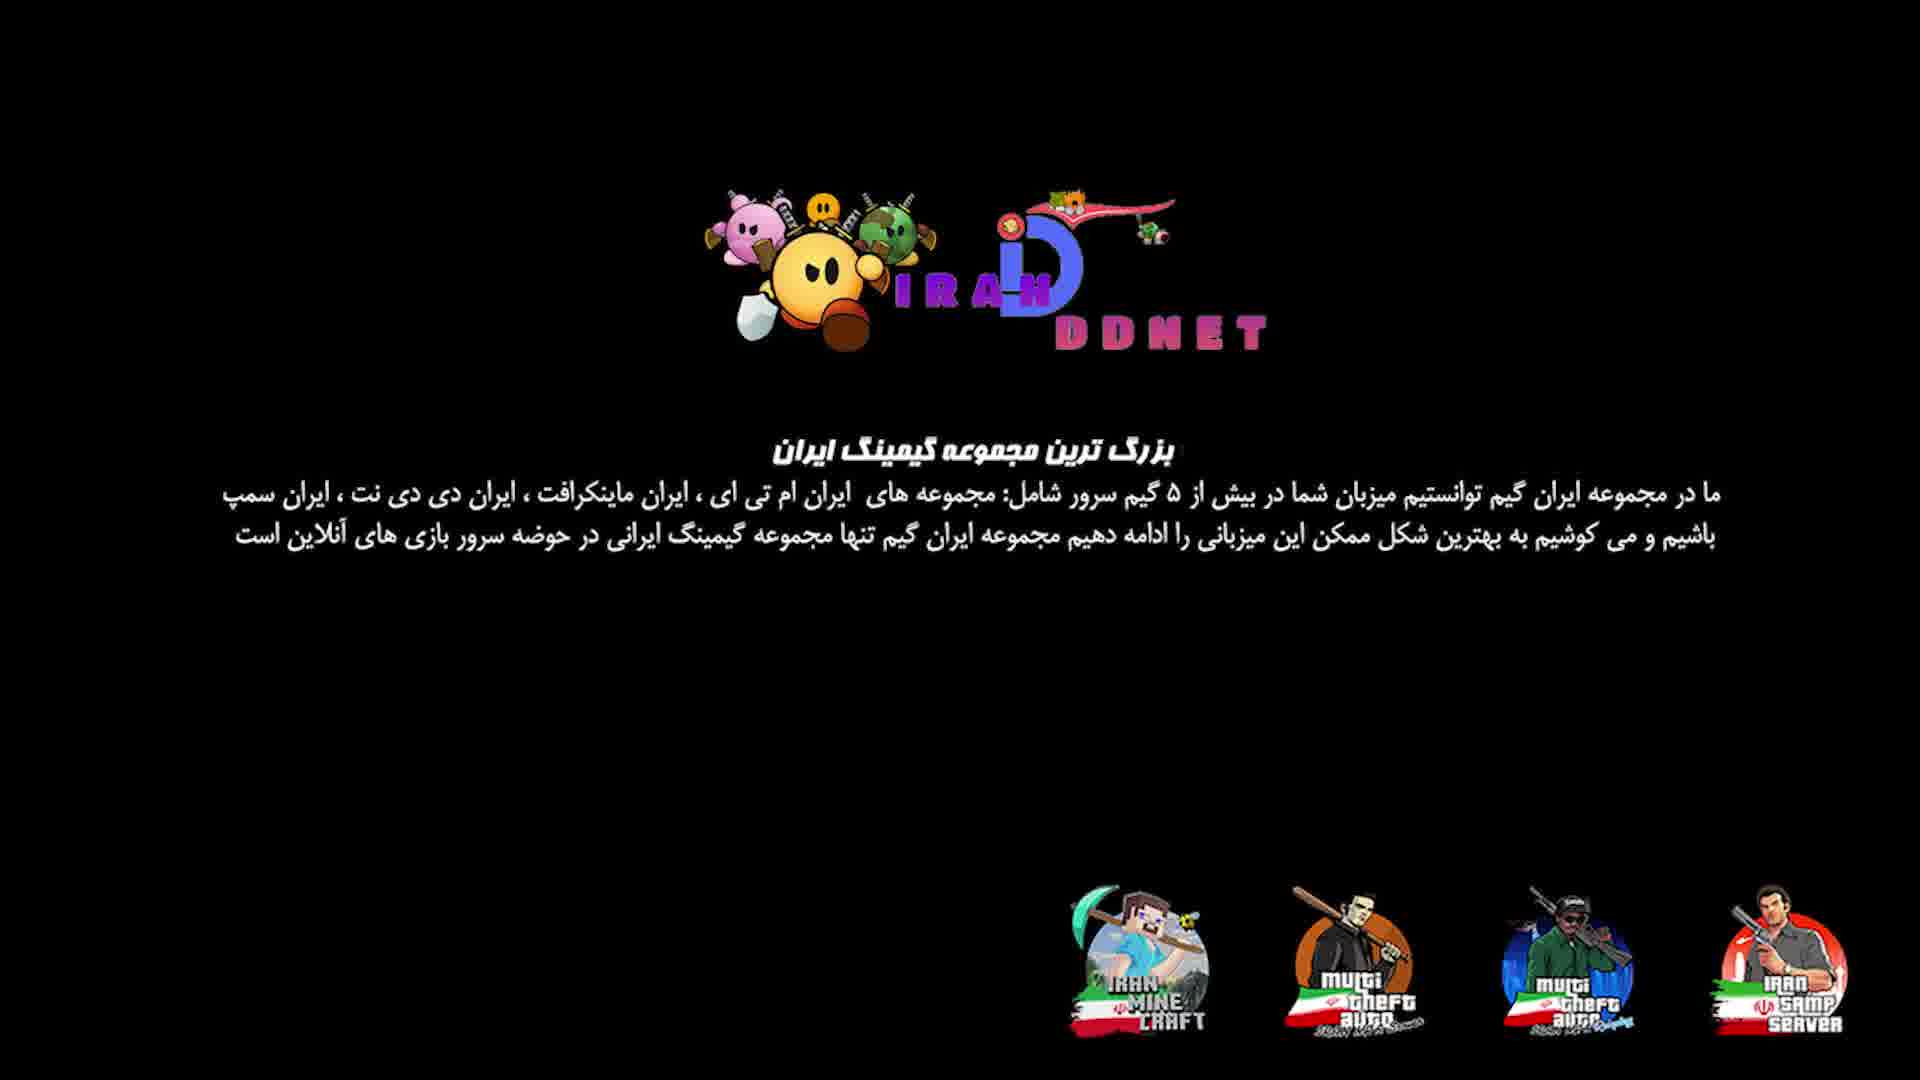 IRAN
DDNET
بزرگ ترین مجموعه گیمینگ ایران
ما در مجموعه ایران گیم توانستیم میزبان شما در بیش از ۵ گیم سرور شامل: مجموعه های ایران ام تی ای ، ایران ماینکرافت ، ایران دی دی نت ، ایران سمپ
باشیم و می کوشیم به بهترین شکل ممکن این میزبانی را ادامه دهیم مجموعه ایران گیم تنها مجموعه گیمینگ ایرانی در حوضه سرور بازی های آنلاین است
IRAN
MINE
CRAFT
multi
theft
auto
multi
theft
auto
IRAN
SAMP
SERVER